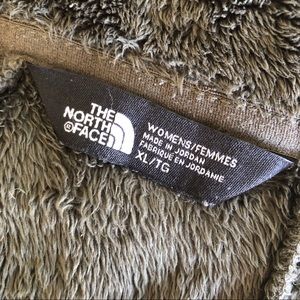 THE
NORTH
®FACE
WOMENS/FEMMES
MADE IN JORDAN
FABRIQUE EN JORDANIE
XL/TG